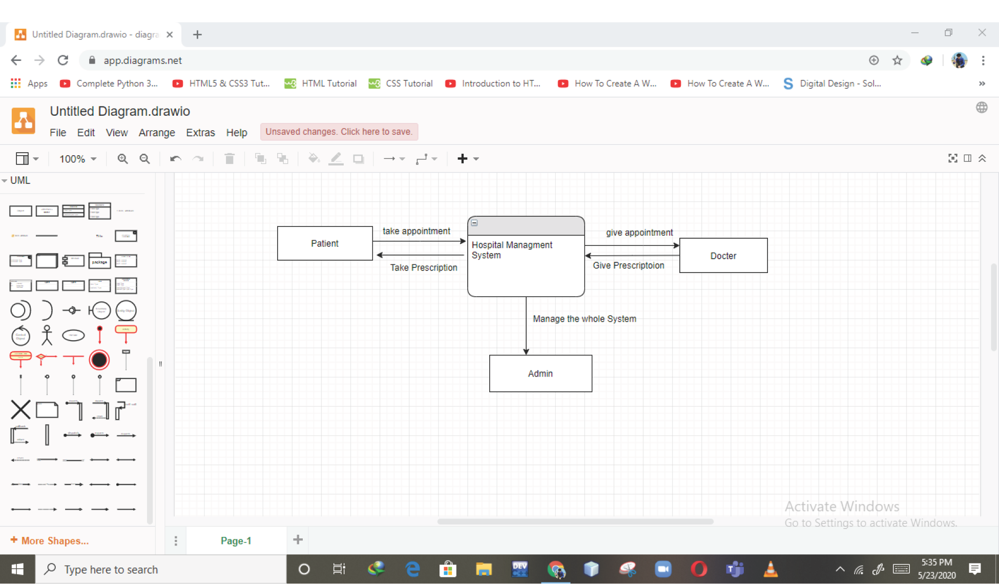 Untitled Diagram.drawio - diagra
app.diagrams.net
Apps
Complete Python 3...
HTML5 & CSS3 Tut...
HTML Tutorial
CSS Tutorial
Introduction to HT...
How To Create A W...
How To Create A W...
Digital Design - Sol...
Untitled Diagram.drawio
File Edit View Arrange Extras Help
Unsaved changes. Click here to save.
100%
UML
package
Patient
take appointment
Take Prescription
Hospital Managment
System
give appointment
Give Prescriptoion
Docter
Manage the whole System
Admin
Activate Windows
Go to Settings to activate Windows.
+ More Shapes...
Page-1
Type here to search
DEV
5:35 PM
5/23/2020